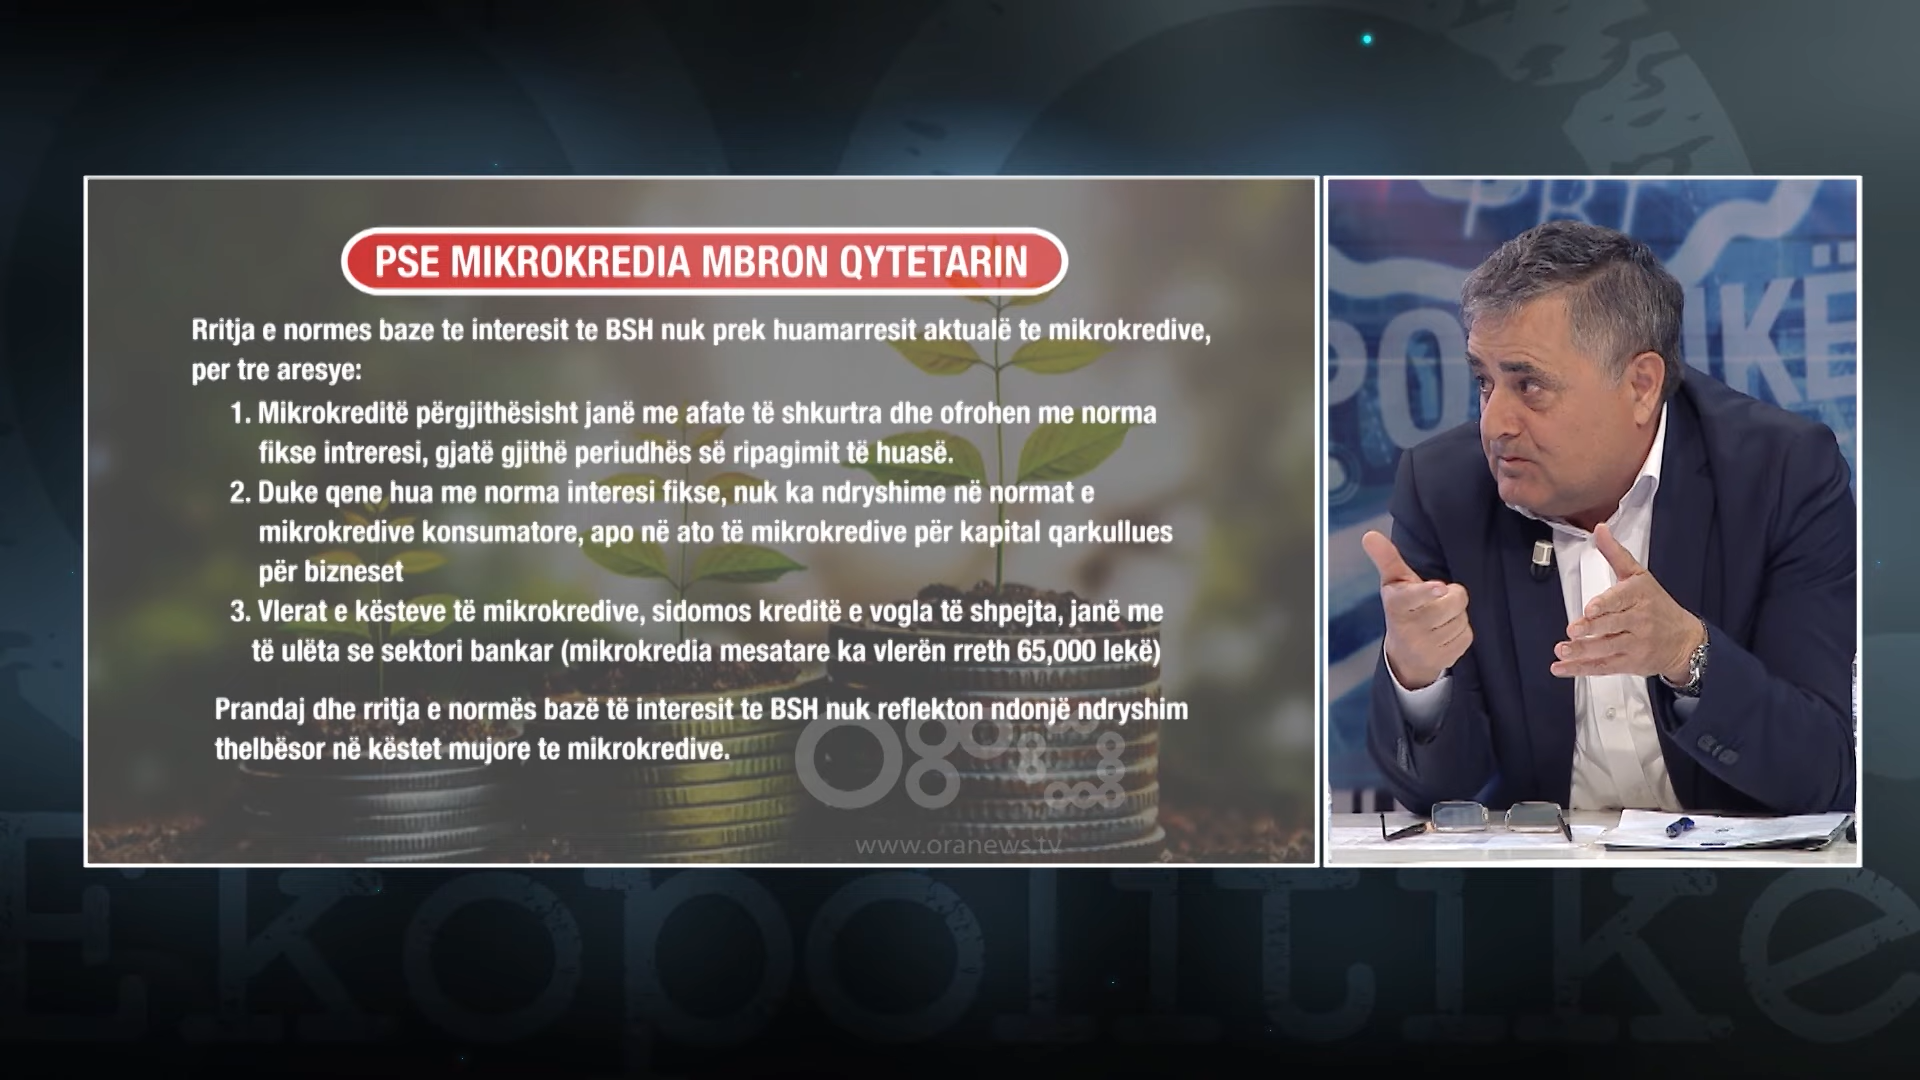 PSE MIKROKREDIA MBRON QYTETARIN
Rritja e normes baze te interesit te BSH nuk prek huamarresit aktualë te mikrokredive,
per tre aresye:
1. Mikrokreditë përgjithësisht janë me afate të shkurtra dhe ofrohen me norma
fikse intreresi, gjatë gjithë periudhës së ripagimit të huasë.
2. Duke qene hua me norma interesi fikse, nuk ka ndryshime në normat e
mikrokredive konsumatore, apo në ato të mikrokredive për kapital qarkullues
për bizneset
3. Vlerat e kësteve të mikrokredive, sidomos kreditë e vogla të shpejta, janë me
të ulëta se sektori bankar (mikrokredia mesatare ka vlerën rreth 65,000 lekë)
Prandaj dhe rritja e normës bazë të interesit te BSH nuk reflekton ndonjë ndryshim
thelbësor në këstet mujore te mikrokredive.
www.oranews.tv
Ekopolitike